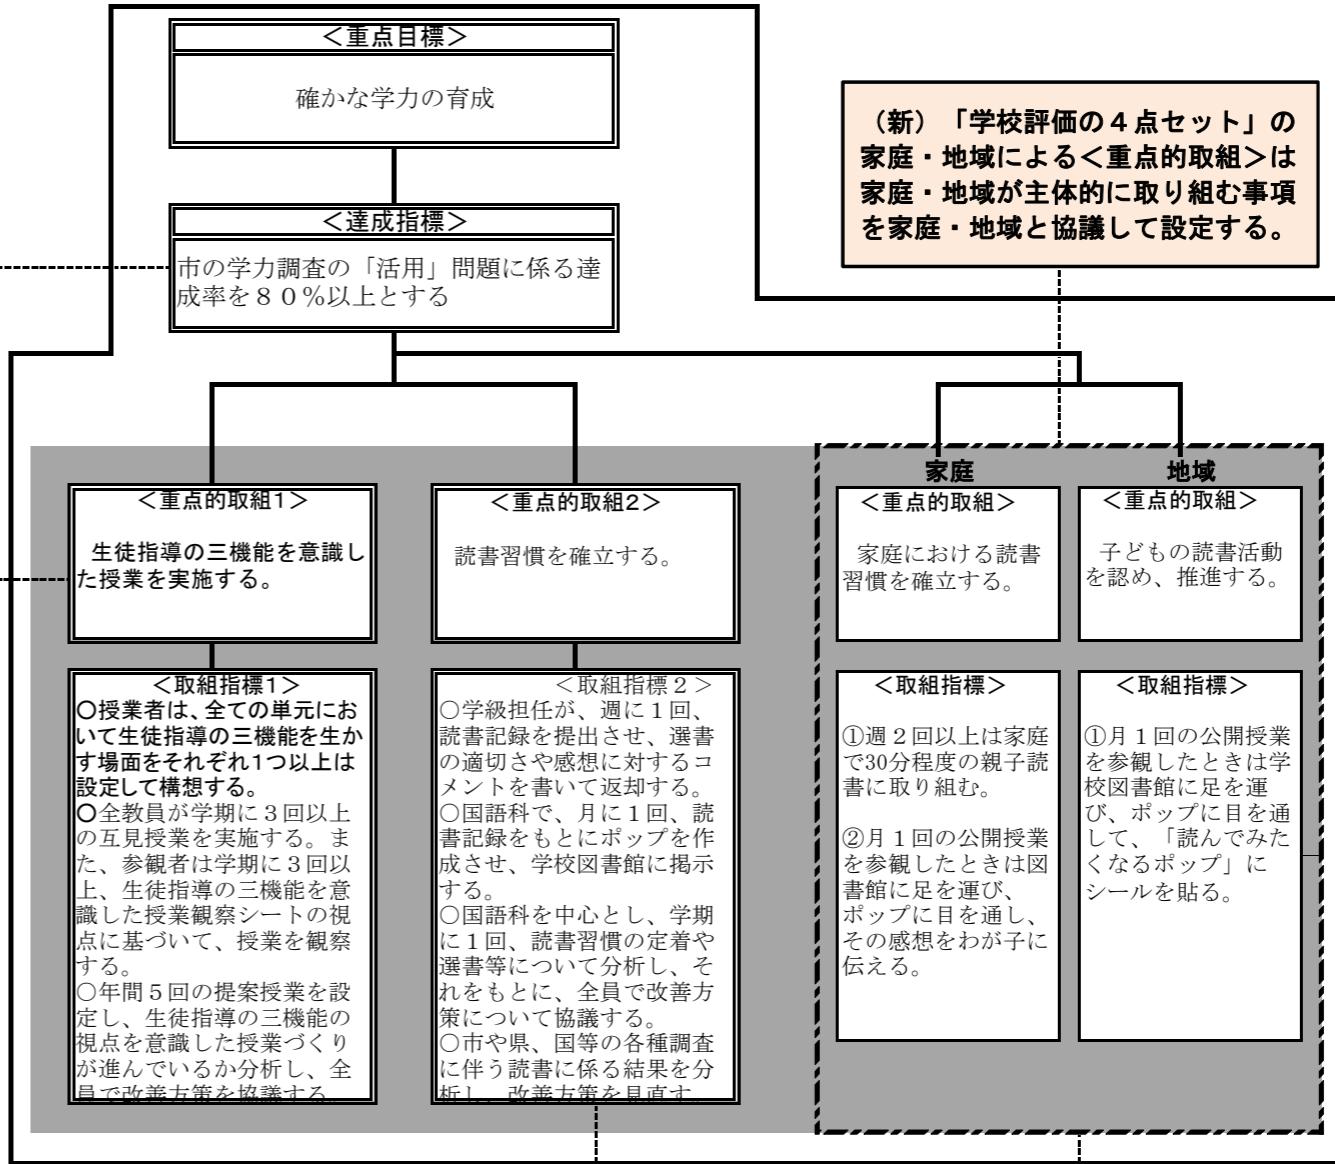 ＜重点目標＞
確かな学力の育成
（新）「学校評価の４点セット」の
家庭・地域による＜重点的取組＞は
家庭・地域が主体的に取り組む事項
を家庭・地域と協議して設定する。
＜達成指標＞
市の学力調査の「活用」問題に係る達
成率を８０％以上とする
＜重点的取組1＞
生徒指導の三機能を意識し
た授業を実施する。
＜重点的取組2＞
読書習慣を確立する。
家庭
＜重点的取組＞
家庭における読書
習慣を確立する。
地域
＜重点的取組＞
子どもの読書活動
を認め、推進する。
＜取組指標1＞
〇授業者は、全ての単元にお
いて生徒指導の三機能を生か
す場面をそれぞれ1つ以上は
設定して構想する。
〇全教員が学期に３回以上
の互見授業を実施する。ま
た、参観者は学期に３回以
上、生徒指導の三機能を意
識した授業観察シートの視
点に基づいて、授業を観察
する。
○年間５回の提案授業を設
定し、生徒指導の三機能の
視点を意識した授業づくり
が進んでいるか分析し、全
員で改善方策を協議する。
＜取組指標２＞
○学級担任が、週に１回、
読書記録を提出させ、選書
の適切さや感想に対するコ
メントを書いて返却する。
○国語科で、月に１回、読
書記録をもとにポップを作
成させ、学校図書館に掲示
する。
○国語科を中心とし、学期
に１回、読書習慣の定着や
選書等について分析し、そ
れをもとに、全員で改善方
策について協議する。
○市や県、国等の各種調査
に伴う読書に係る結果を分
析し、改善方策を見直す。
＜取組指標＞
①週２回以上は家庭
で30分程度の親子読
書に取り組む。
②月１回の公開授業
を参観したときは図
書館に足を運び、
ポップに目を通し、
その感想をわが子に
伝える。
＜取組指標＞
①月１回の公開授業
を参観したときは学
校図書館に足を運
び、ポップに目を通
して、「読んでみた
くなるポップ」に
シールを貼る。